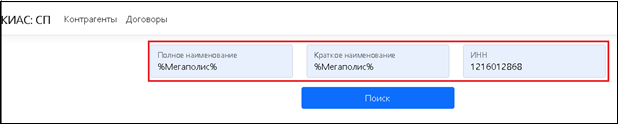 КИАС: СП Контрагенты Договоры
Полное наименование Краткое наименование ИНН
%Мегаполис% %Мегаполис% 1216012868
Поиск